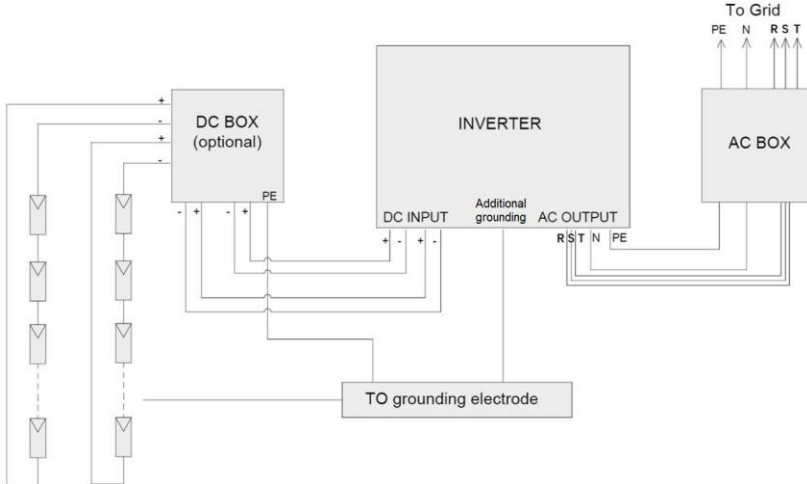 To Grid
PE N R S T
+
-
+
-
DC BOX
(optional)
PE
- + - +
INVERTER
DC INPUT
+ - + -
Additional
grounding
AC OUTPUT
R S T N PE
AC BOX
TO grounding electrode